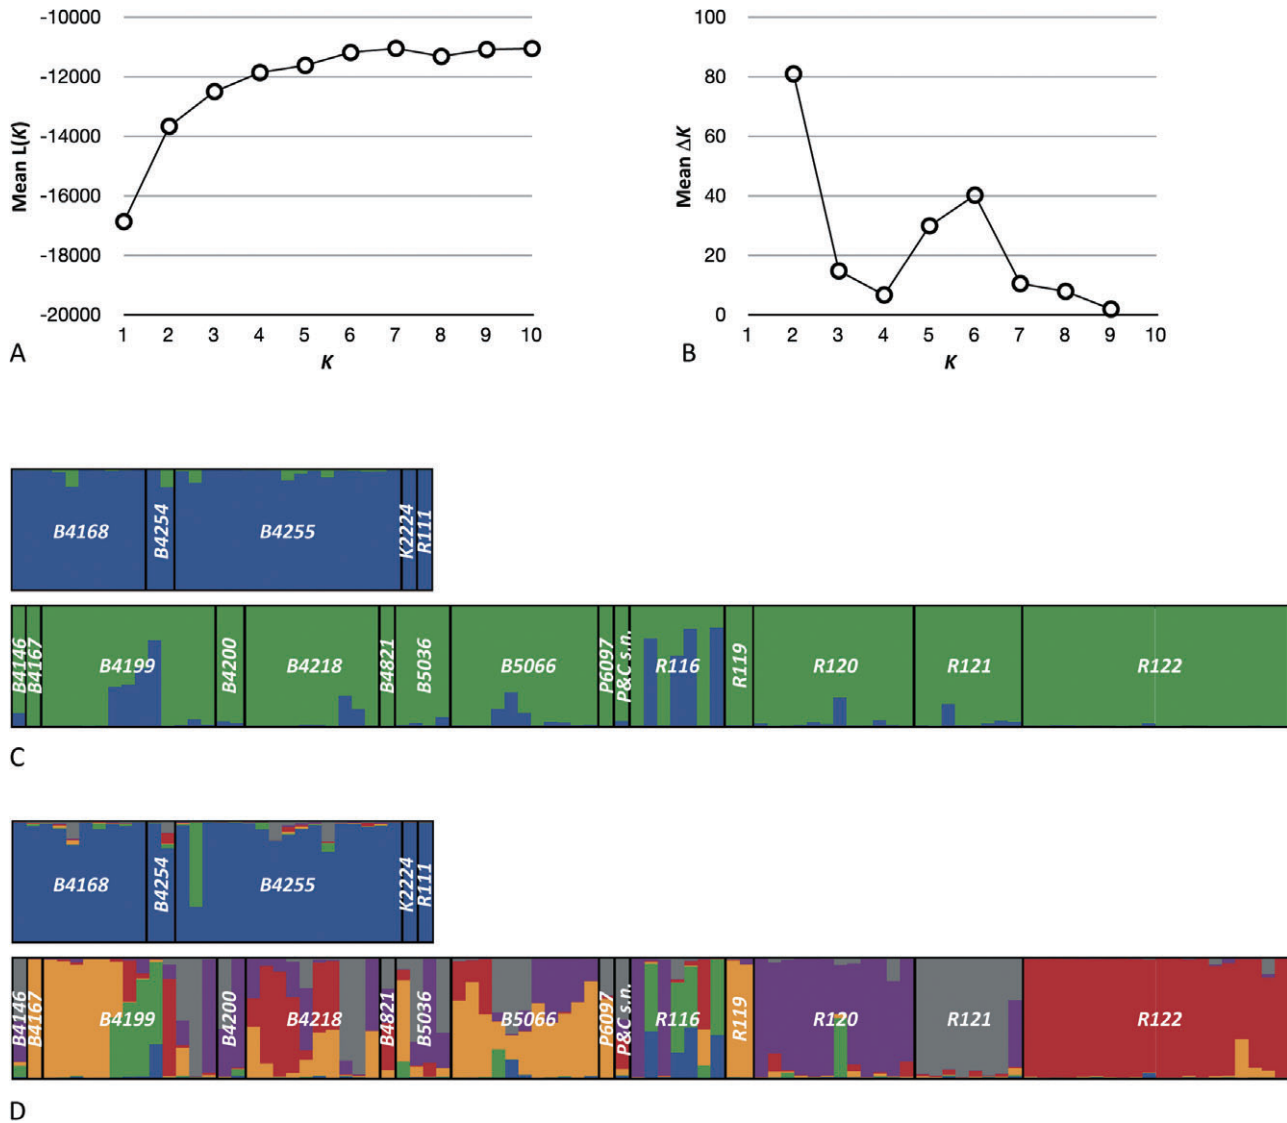 -10000
-12000
-14000
-16000
-18000
-20000
Mean L(K)
1 2 3 4 5 6 7 8 9 10
K
A
100
80
60
40
20
0
Mean ΔK
1 2 3 4 5 6 7 8 9 10
K
B
B4168 B4254 B4255 K2224 R111
B4146 B4167 B4199 B4200 B4218 B4821 B5036 B5066 P6097 P&C s.n. R116 R119 R120 R121 R122
C
B4168 B4254 B4255 K2224 R111
B4146 B4167 B4199 B4200 B4218 B4821 B5036 B5066 P6097 P&C s.n. R116 R119 R120 R121 R122
D